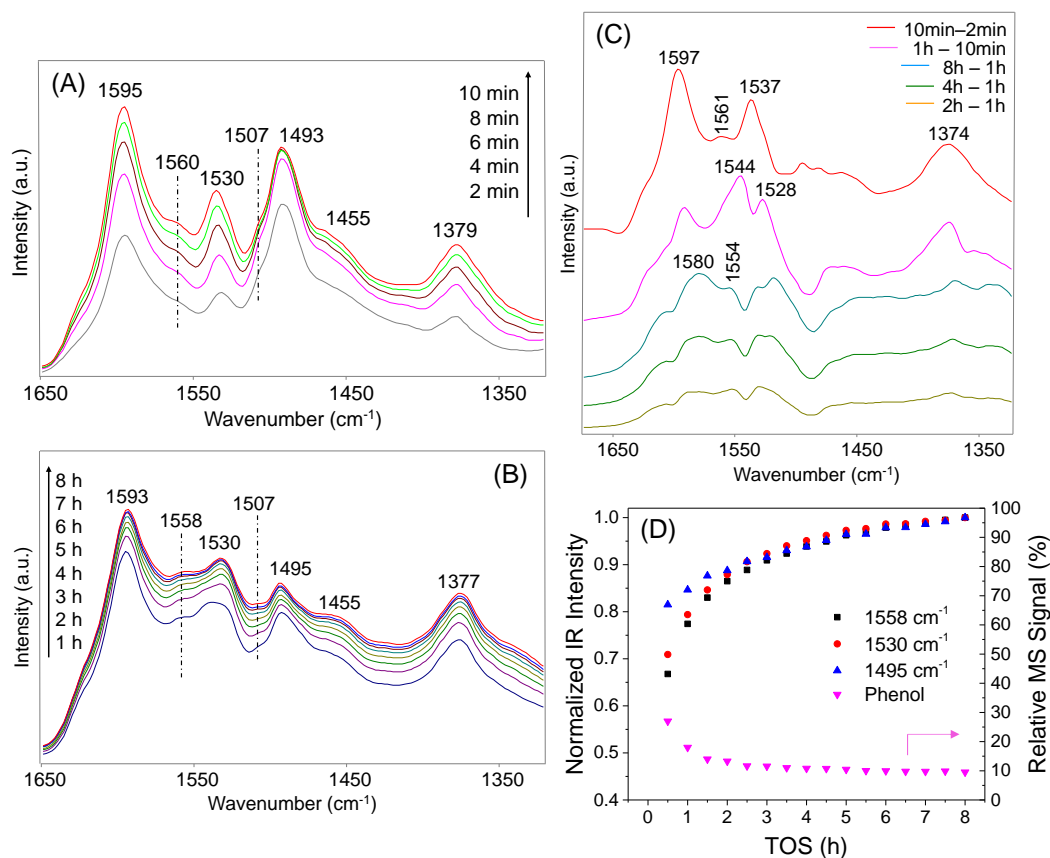 (A)
10 min
8 min
6 min
4 min
2 min
1595
1560
1530
1507
1493
1455
1379
Intensity (a.u.)
1650
1550
1450
1350
Wavenumber (cm⁻¹)
(B)
8 h
7 h
6 h
5 h
4 h
3 h
2 h
1 h
1593
1558
1530
1507
1495
1455
1377
Intensity (a.u.)
1650
1550
1450
1350
Wavenumber (cm⁻¹)
(C)
10min–2min
1h – 10min
8h – 1h
4h – 1h
2h – 1h
1597
1561
1537
1374
1544
1528
1580
1554
Intensity (a.u.)
1650
1550
1450
1350
Wavenumber (cm⁻¹)
(D)
1558 cm⁻¹
1530 cm⁻¹
1495 cm⁻¹
Phenol
Normalized IR Intensity
1.0
0.9
0.8
0.7
0.6
0.5
0.4
Relative MS Signal (%)
100
90
80
70
60
50
40
30
20
10
0
0 1 2 3 4 5 6 7 8
TOS (h)